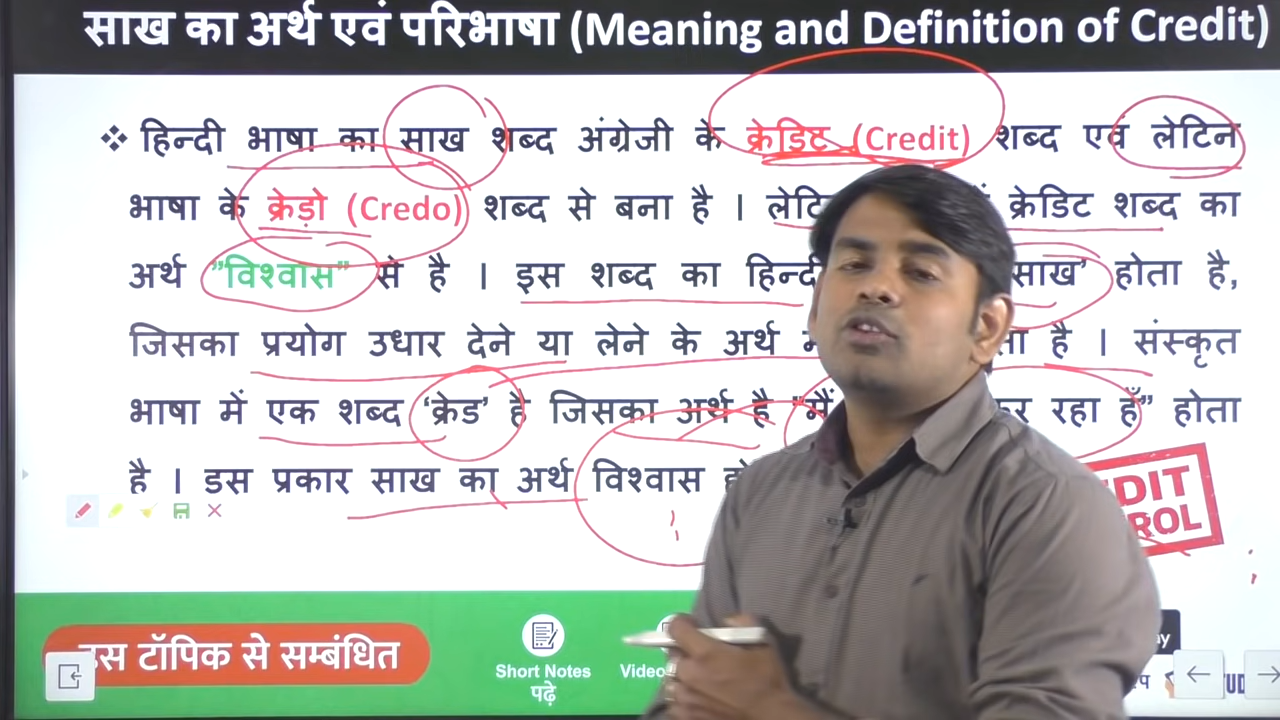 साख का अर्थ एवं परिभाषा (Meaning and Definition of Credit)
❖ हिन्दी भाषा का साख शब्द अंग्रेजी के क्रेडिट (Credit) शब्द एवं लेटिन
भाषा के क्रेड़ो (Credo) शब्द से बना है । क्रेडिट शब्द का
अर्थ ”विश्वास” से है । इस शब्द का साख’ होता है,
जिसका प्रयोग उधार देने या लेने के अर्थ है । संस्कृत
भाषा में एक शब्द ‘क्रेड’ है जिसका अर्थ है "मैं रहा हूँ” होता
है । इस प्रकार साख का अर्थ विश्वास
टॉपिक से सम्बंधित
Short Notes
पढ़े
Video